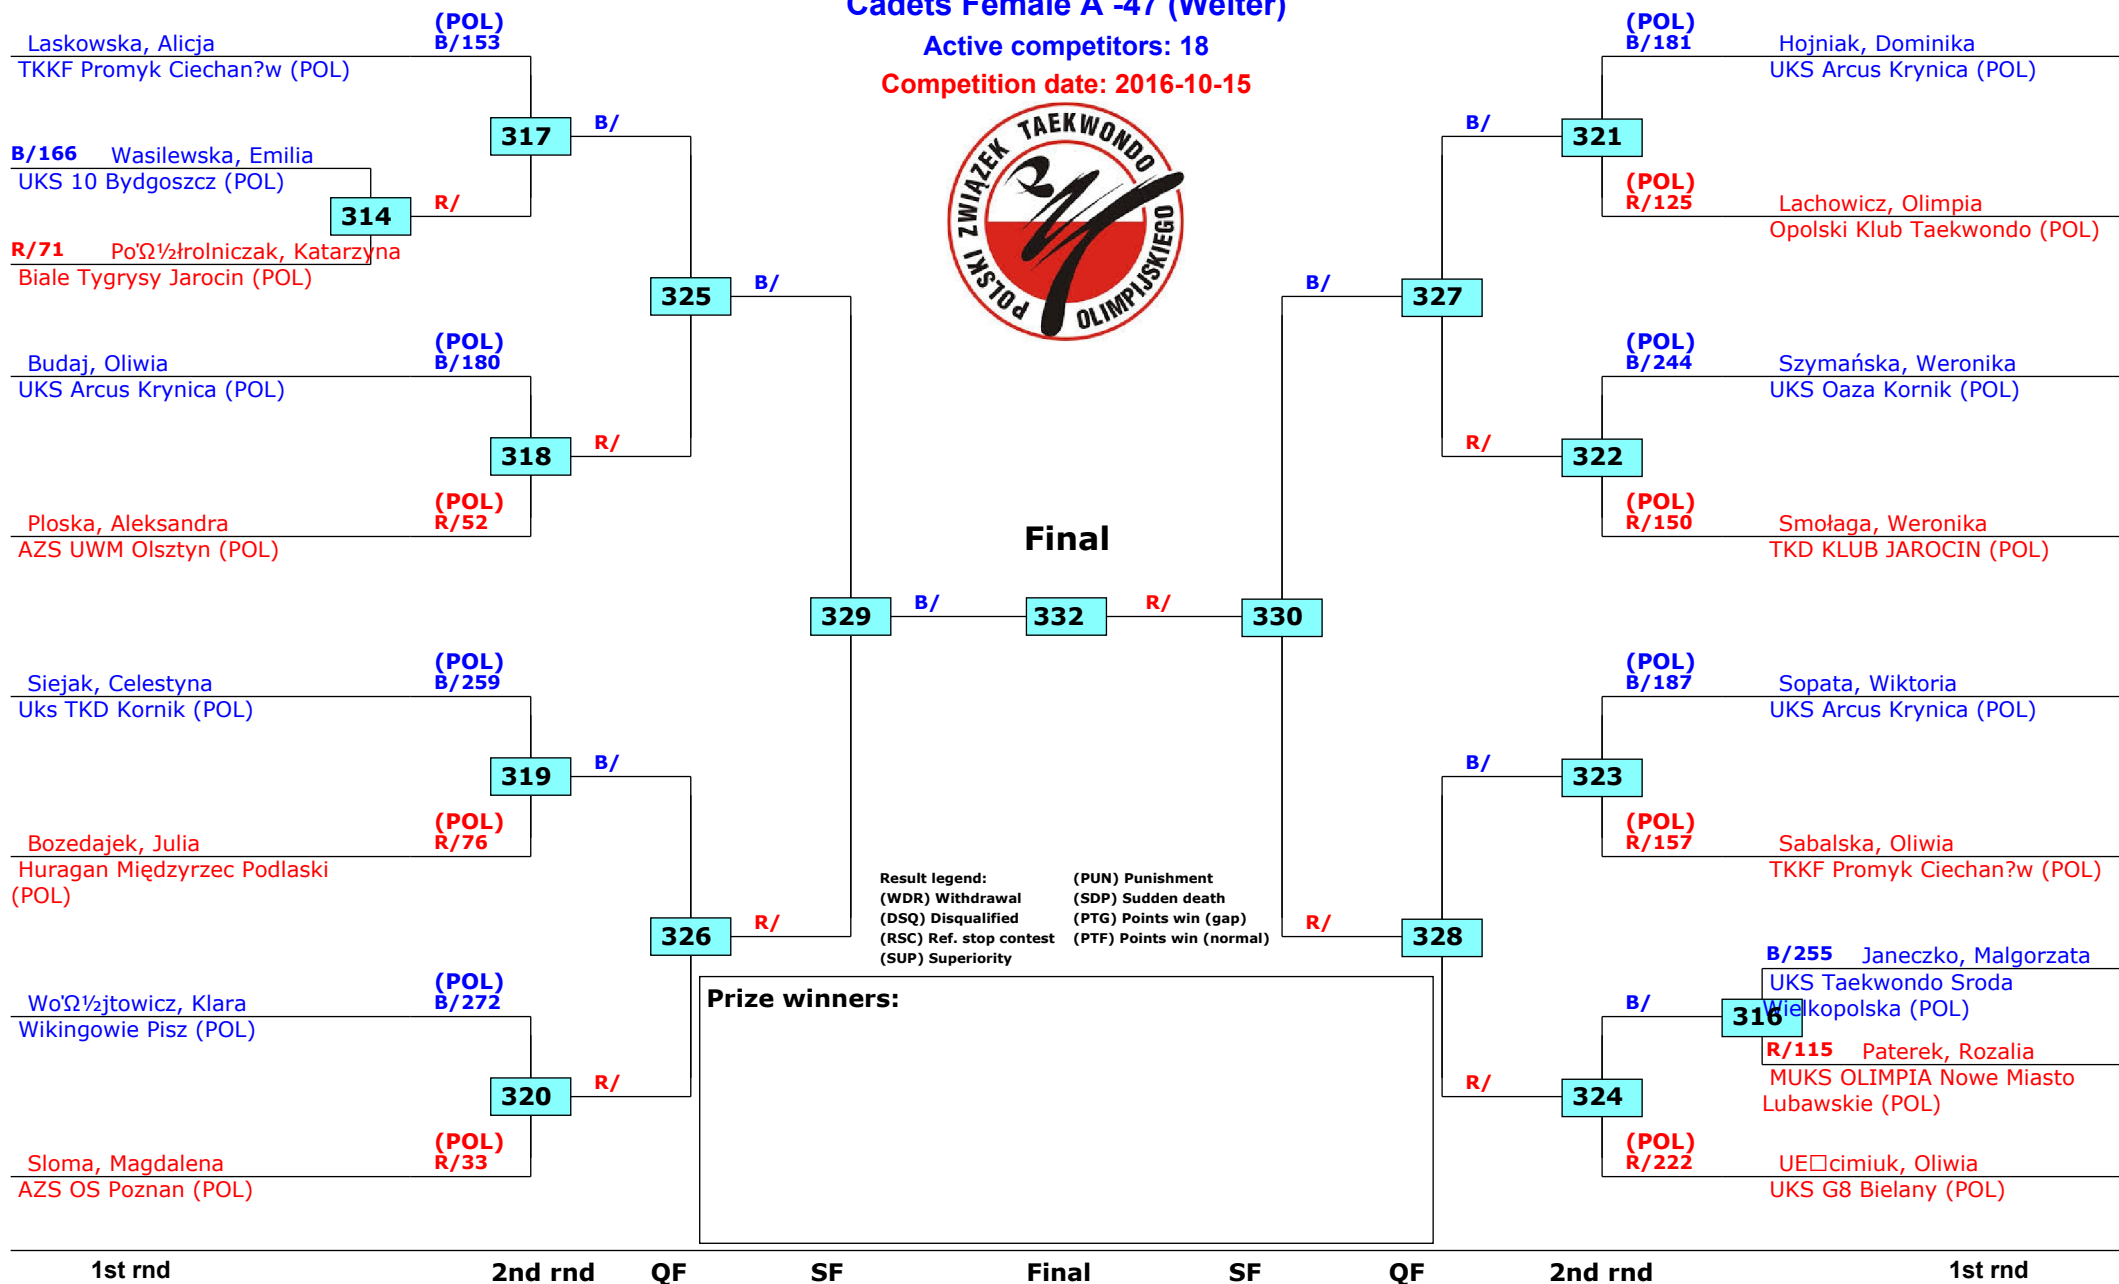 Cadets Female A -47 (Welter)
Active competitors: 18
Competition date: 2016-10-15
POLSKI ZWIĄZEK TAEKWONDO OLIMPIJSKIEGO
(POL)
Laskowska, Alicja B/153
TKKF Promyk Ciechan?w (POL)
317 B/
B/166 Wasilewska, Emilia
UKS 10 Bydgoszcz (POL)
314 R/
R/71 Po'Ω½łrolniczak, Katarzyna
Biale Tygrysy Jarocin (POL)
325 B/
(POL)
Budaj, Oliwia B/180
UKS Arcus Krynica (POL)
318 R/
(POL)
Ploska, Aleksandra R/52
AZS UWM Olsztyn (POL)
329 B/
(POL)
Siejak, Celestyna B/259
Uks TKD Kornik (POL)
319 B/
(POL)
Bozedajek, Julia R/76
Huragan Międzyrzec Podlaski
(POL)
326 R/
(POL)
Wo'Ω½jtowicz, Klara B/272
Wikingowie Pisz (POL)
320 R/
(POL)
Sloma, Magdalena R/33
AZS OS Poznan (POL)
Final
332
R/ 330
(POL)
B/181 Hojniak, Dominika
UKS Arcus Krynica (POL)
B/ 321
(POL)
R/125 Lachowicz, Olimpia
Opolski Klub Taekwondo (POL)
B/ 327
(POL)
B/244 Szymańska, Weronika
UKS Oaza Kornik (POL)
R/ 322
(POL)
R/150 Smołaga, Weronika
TKD KLUB JAROCIN (POL)
(POL)
B/187 Sopata, Wiktoria
UKS Arcus Krynica (POL)
B/ 323
(POL)
R/157 Sabalska, Oliwia
TKKF Promyk Ciechan?w (POL)
R/ 328
B/255 Janeczko, Malgorzata
UKS Taekwondo Sroda
Wielkopolska (POL)
B/ 316
R/115 Paterek, Rozalia
MUKS OLIMPIA Nowe Miasto
Lubawskie (POL)
R/ 324
(POL)
R/222 UE□cimiuk, Oliwia
UKS G8 Bielany (POL)
Result legend: (PUN) Punishment
(WDR) Withdrawal (SDP) Sudden death
(DSQ) Disqualified (PTG) Points win (gap)
(RSC) Ref. stop contest (PTF) Points win (normal)
(SUP) Superiority
Prize winners:
1st rnd 2nd rnd QF SF Final SF QF 2nd rnd 1st rnd